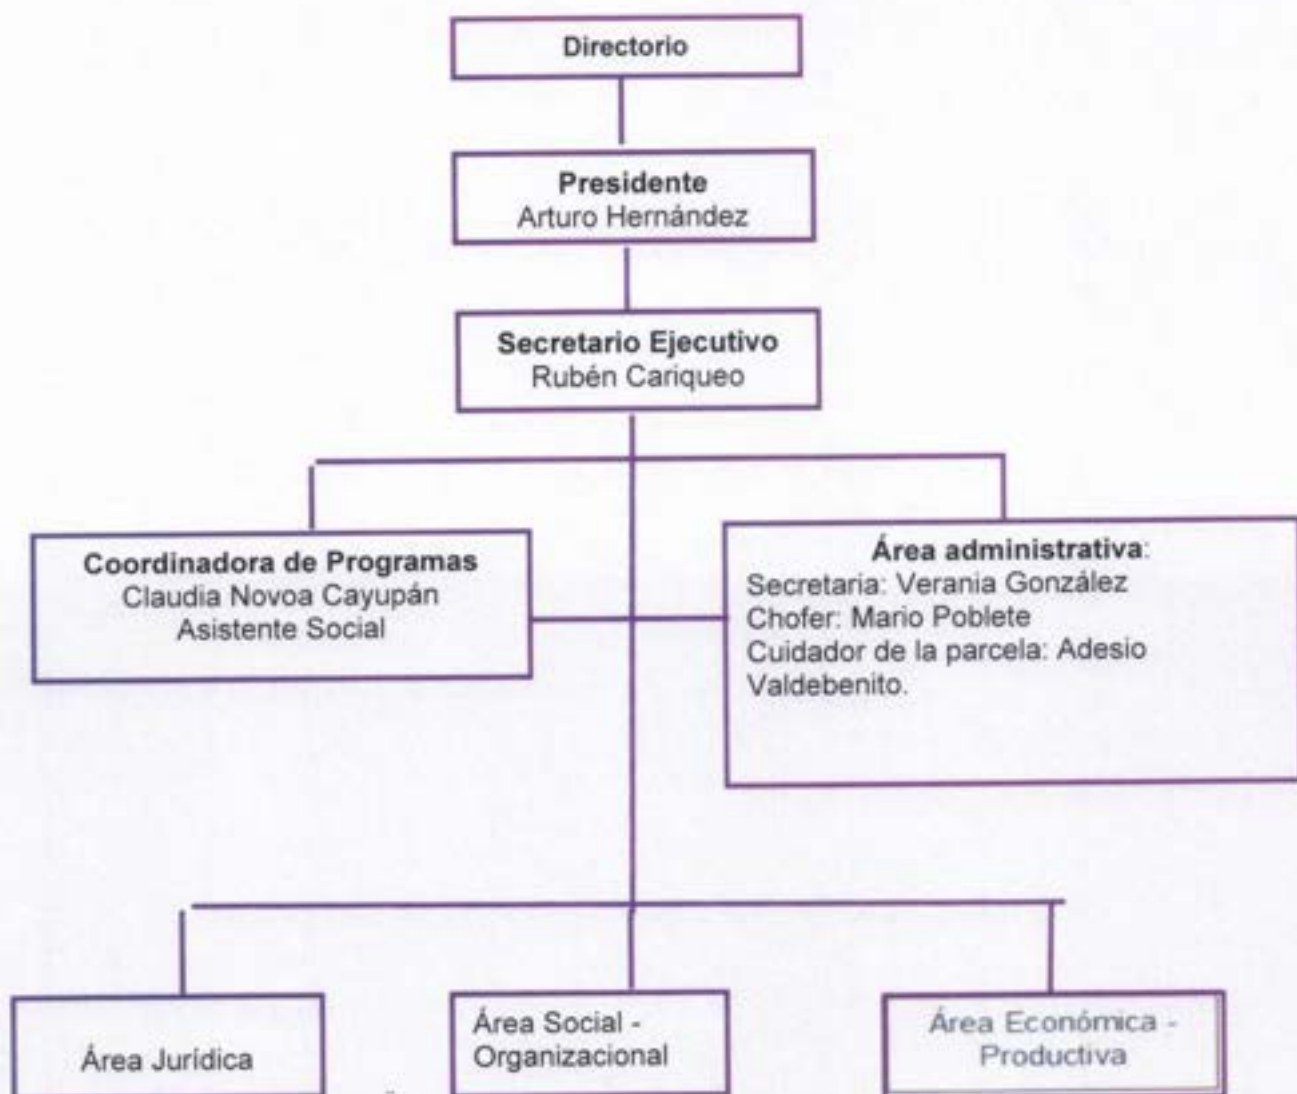 Directorio
Presidente
Arturo Hernández
Secretario Ejecutivo
Rubén Cariqueo
Coordinadora de Programas
Claudia Novoa Cayupán
Asistente Social
Área administrativa:
Secretaria: Verania González
Chofer: Mario Poblete
Cuidador de la parcela: Adesio
Valdebenito.
Área Jurídica
Área Social -
Organizacional
Área Económica -
Productiva